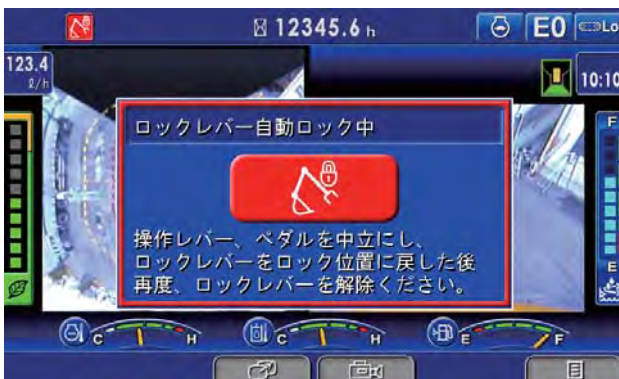 12345.6 h
E0
Lo
123.4
ℓ/h
10:10
ロックレバー自動ロック中
操作レバー、ペダルを中立にし、
ロックレバーをロック位置に戻した後
再度、ロックレバーを解除ください。
F
E
C H
C H
E F